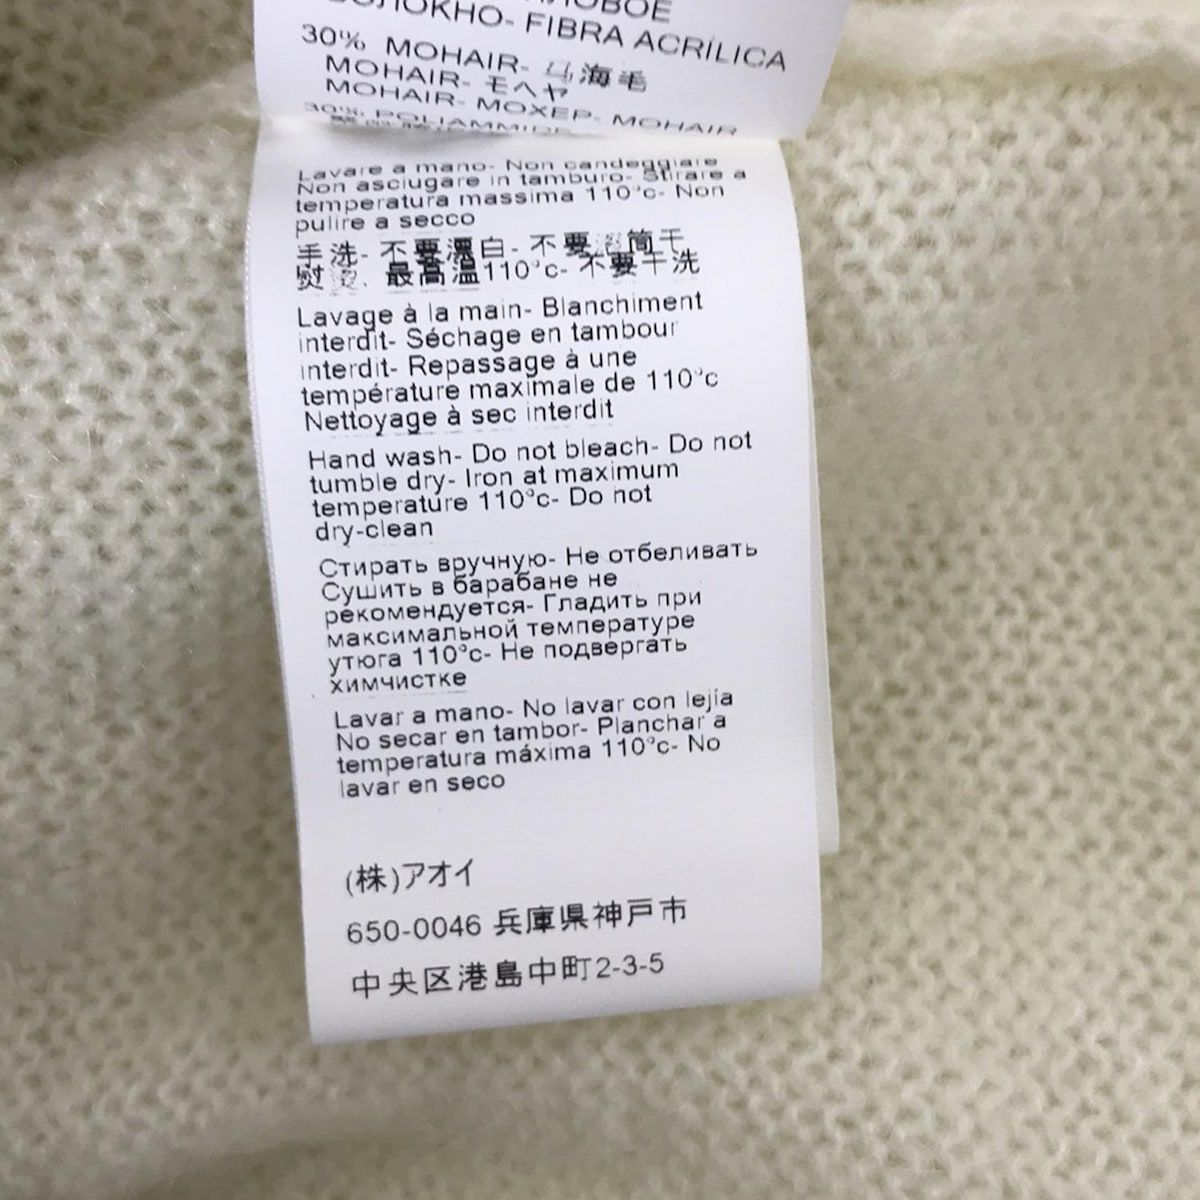 ВОЛОКНО- FIBRA ACRÍLICA
30% MOHAIR- 马海毛
MOHAIR- モヘヤ
MOHAIR- МОХЕР- MOHAIR
30% POLIAMMIDE
Lavare a mano- Non candeggiare
Non asciugare in tamburo- Stirare a
temperatura massima 110°c- Non
pulire a secco
手洗- 不要漂白- 不要滚筒干
熨烫, 最高温110°c- 不要干洗
Lavage à la main- Blanchiment
interdit- Séchage en tambour
interdit- Repassage à une
température maximale de 110°c
Nettoyage à sec interdit
Hand wash- Do not bleach- Do not
tumble dry- Iron at maximum
temperature 110°c- Do not
dry-clean
Стирать вручную- Не отбеливать
Сушить в барабане не
рекомендуется- Гладить при
максимальной температуре
утюга 110°c- Не подвергать
химчистке
Lavar a mano- No lavar con lejía
No secar en tambor- Planchar a
temperatura máxima 110°c- No
lavar en seco
(株)アオイ
650-0046 兵庫県神戸市
中央区港島中町2-3-5